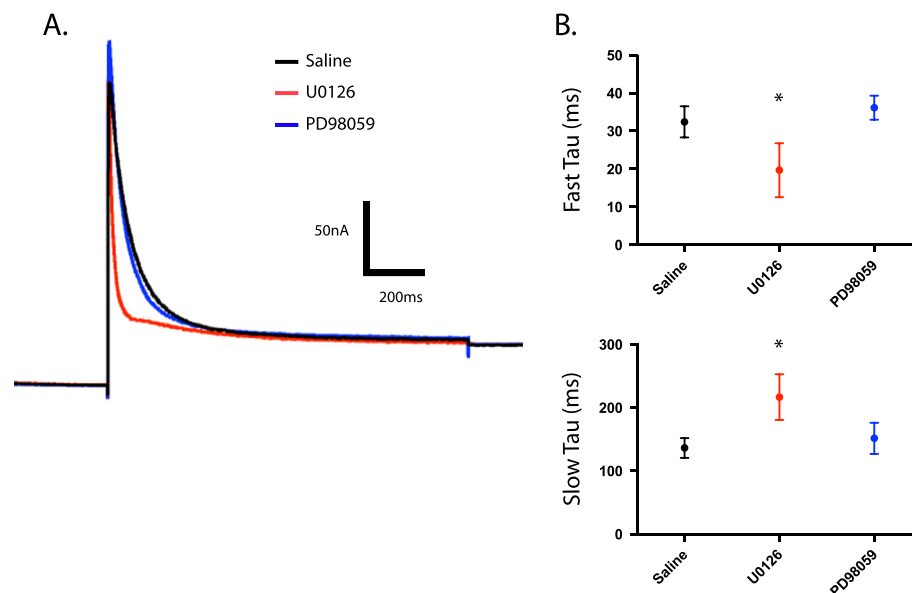 A.
Saline
U0126
PD98059
50nA
200ms
B.
Fast Tau (ms)
50
40
30
20
10
0
*
Saline
U0126
PD98059
Slow Tau (ms)
300
200
100
0
*
Saline
U0126
PD98059